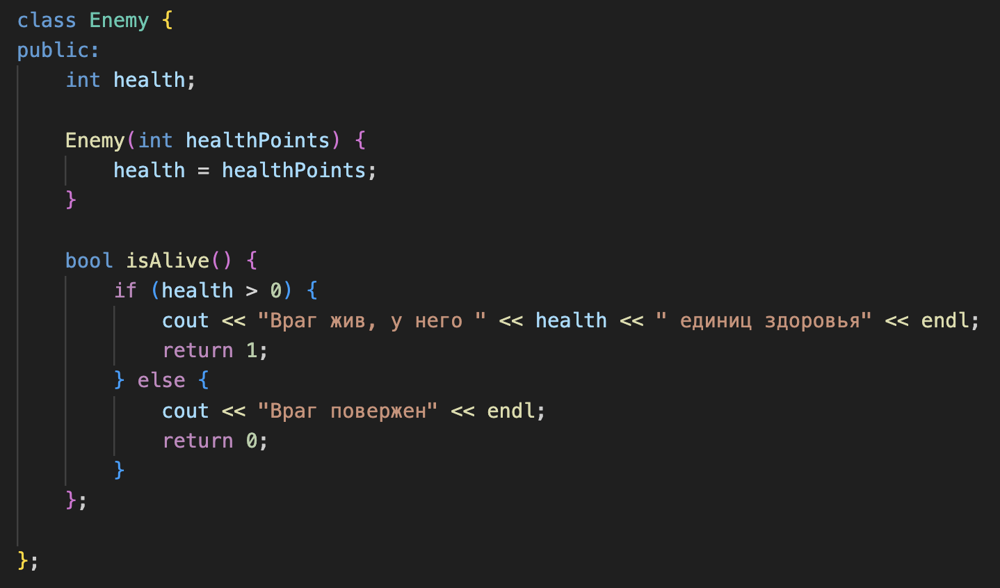 class Enemy {
public:
    int health;

    Enemy(int healthPoints) {
        health = healthPoints;
    }

    bool isAlive() {
        if (health > 0) {
            cout << "Враг жив, у него " << health << " единиц здоровья" << endl;
            return 1;
        } else {
            cout << "Враг повержен" << endl;
            return 0;
        }
    };

};